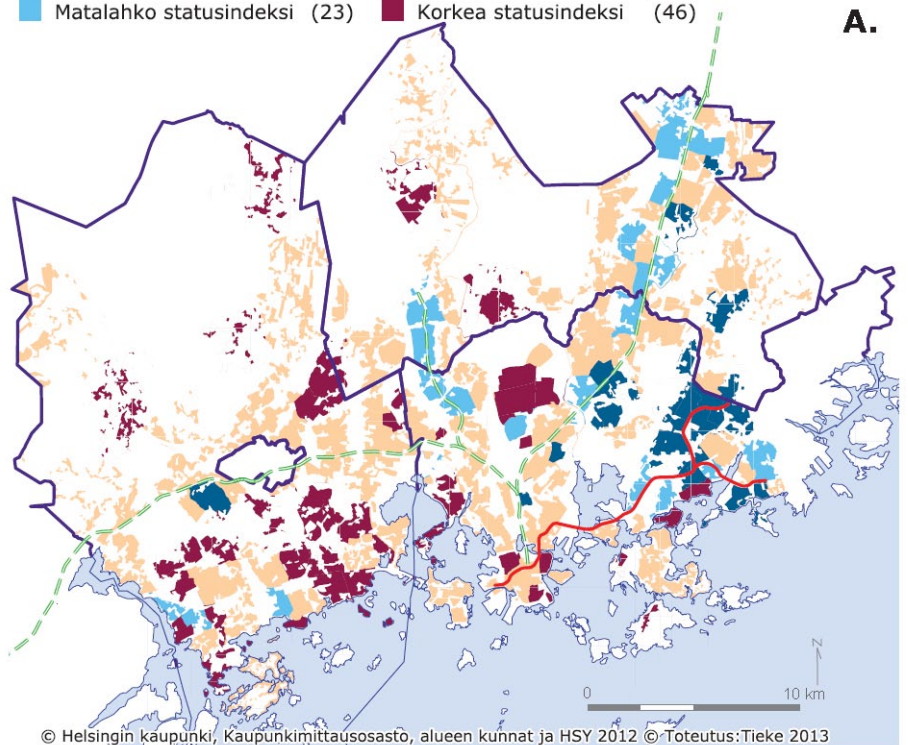 Matalahko statusindeksi (23) Korkea statusindeksi (46)
A.
N
0 10 km
© Helsingin kaupunki, Kaupunkimittausosasto, alueen kunnat ja HSY 2012 © Toteutus:Tieke 2013